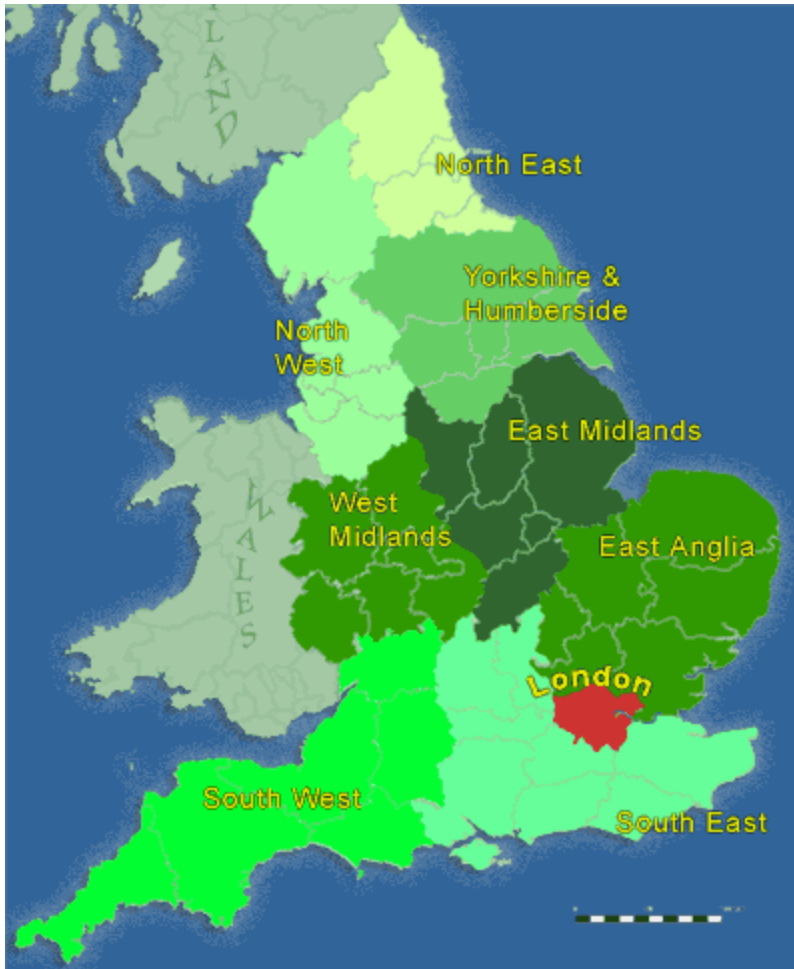 LAND
North East
Yorkshire &
Humberside
North
West
East Midlands
West
Midlands
East Anglia
WALES
London
South West
South East